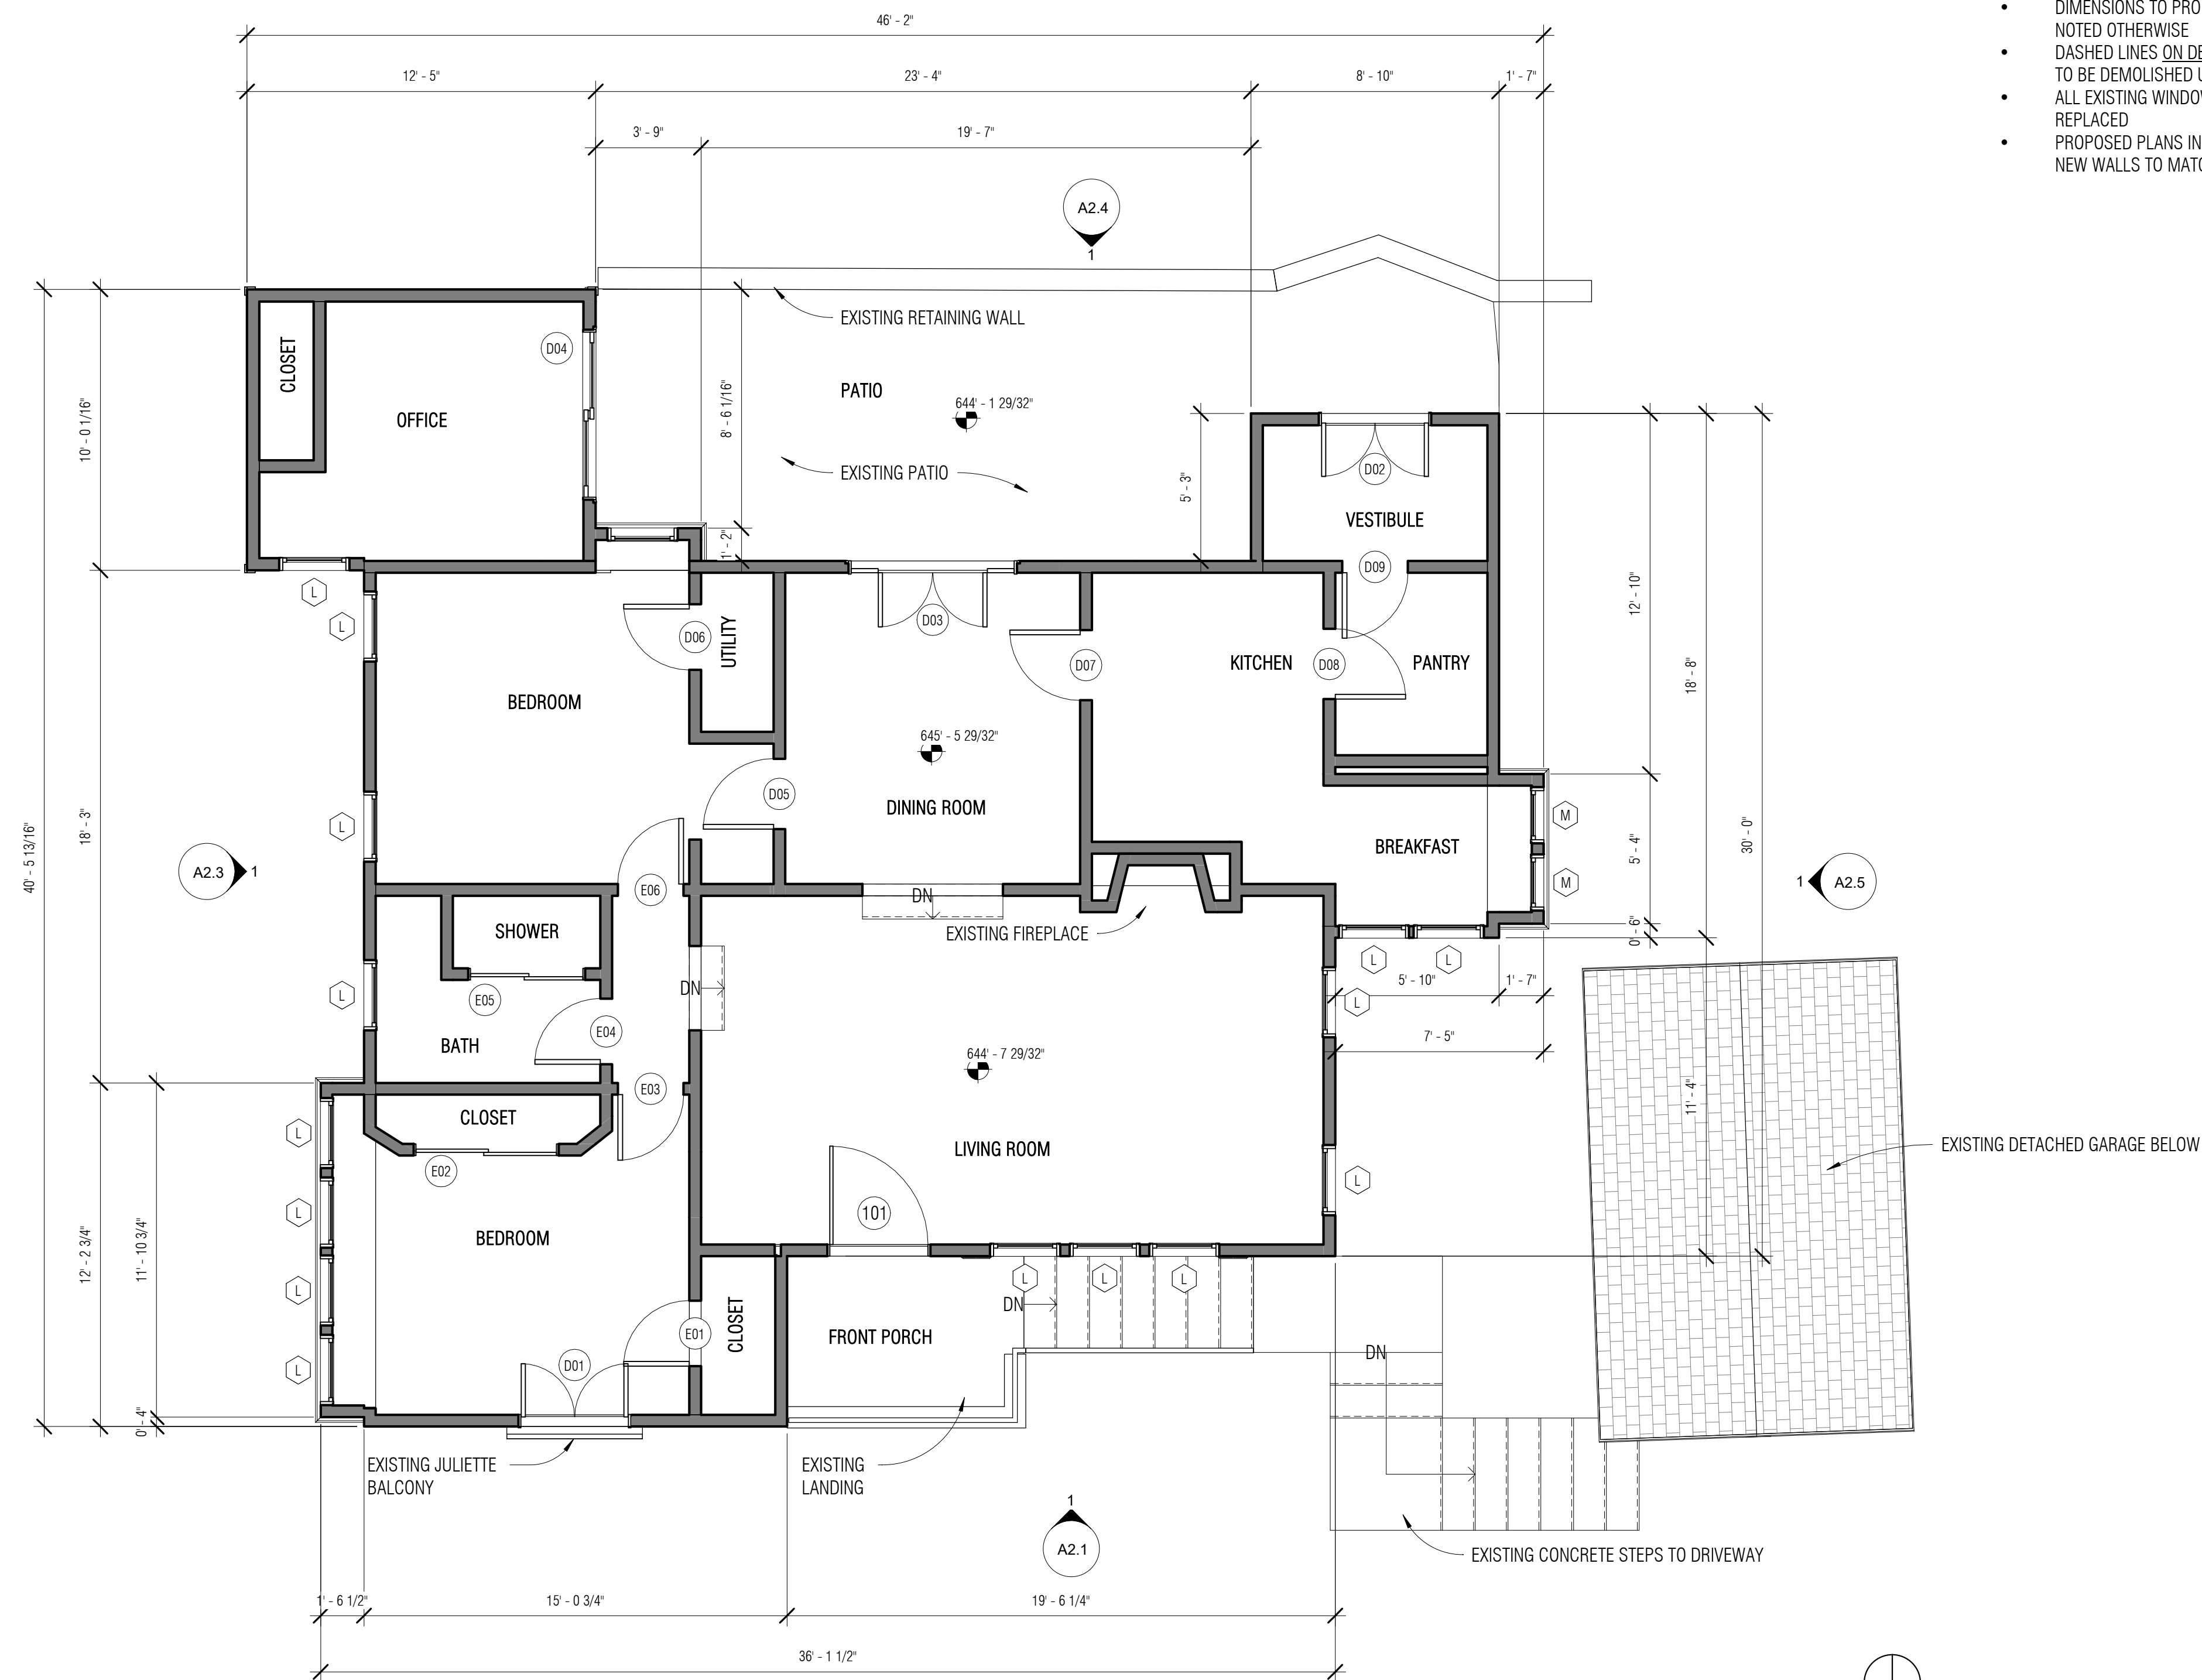 DIMENSIONS TO PRO
NOTED OTHERWISE
DASHED LINES ON DE
TO BE DEMOLISHED U
ALL EXISTING WINDOW
REPLACED
PROPOSED PLANS IN
NEW WALLS TO MATC
46' - 2"
12' - 5"
23' - 4"
8' - 10"
1' - 7"
3' - 9"
19' - 7"
A2.4
1
EXISTING RETAINING WALL
CLOSET
D04
OFFICE
PATIO
644' - 1 29/32"
8' - 6 1/16"
10' - 0 1/16"
EXISTING PATIO
5' - 3"
D02
VESTIBULE
1' - 2"
D09
L
L
D06
UTILITY
D03
D07
KITCHEN
D08
PANTRY
12' - 10"
18' - 8"
BEDROOM
645' - 5 29/32"
D05
DINING ROOM
18' - 3"
L
40' - 5 13/16"
M
BREAKFAST
5' - 4"
30' - 0"
A2.3
1
E06
DN
M
1
A2.5
SHOWER
EXISTING FIREPLACE
0' - 6"
L
L
DN
5' - 10"
1' - 7"
L
E05
L
E04
BATH
7' - 5"
644' - 7 29/32"
E03
11' - 4"
CLOSET
L
LIVING ROOM
EXISTING DETACHED GARAGE BELOW
E02
L
101
L
BEDROOM
12' - 2 3/4"
11' - 10 3/4"
L
L
L
L
DN
CLOSET
E01
FRONT PORCH
DN
D01
L
0' - 4"
EXISTING JULIETTE
BALCONY
EXISTING
LANDING
1
A2.1
EXISTING CONCRETE STEPS TO DRIVEWAY
1' - 6 1/2"
15' - 0 3/4"
19' - 6 1/4"
36' - 1 1/2"